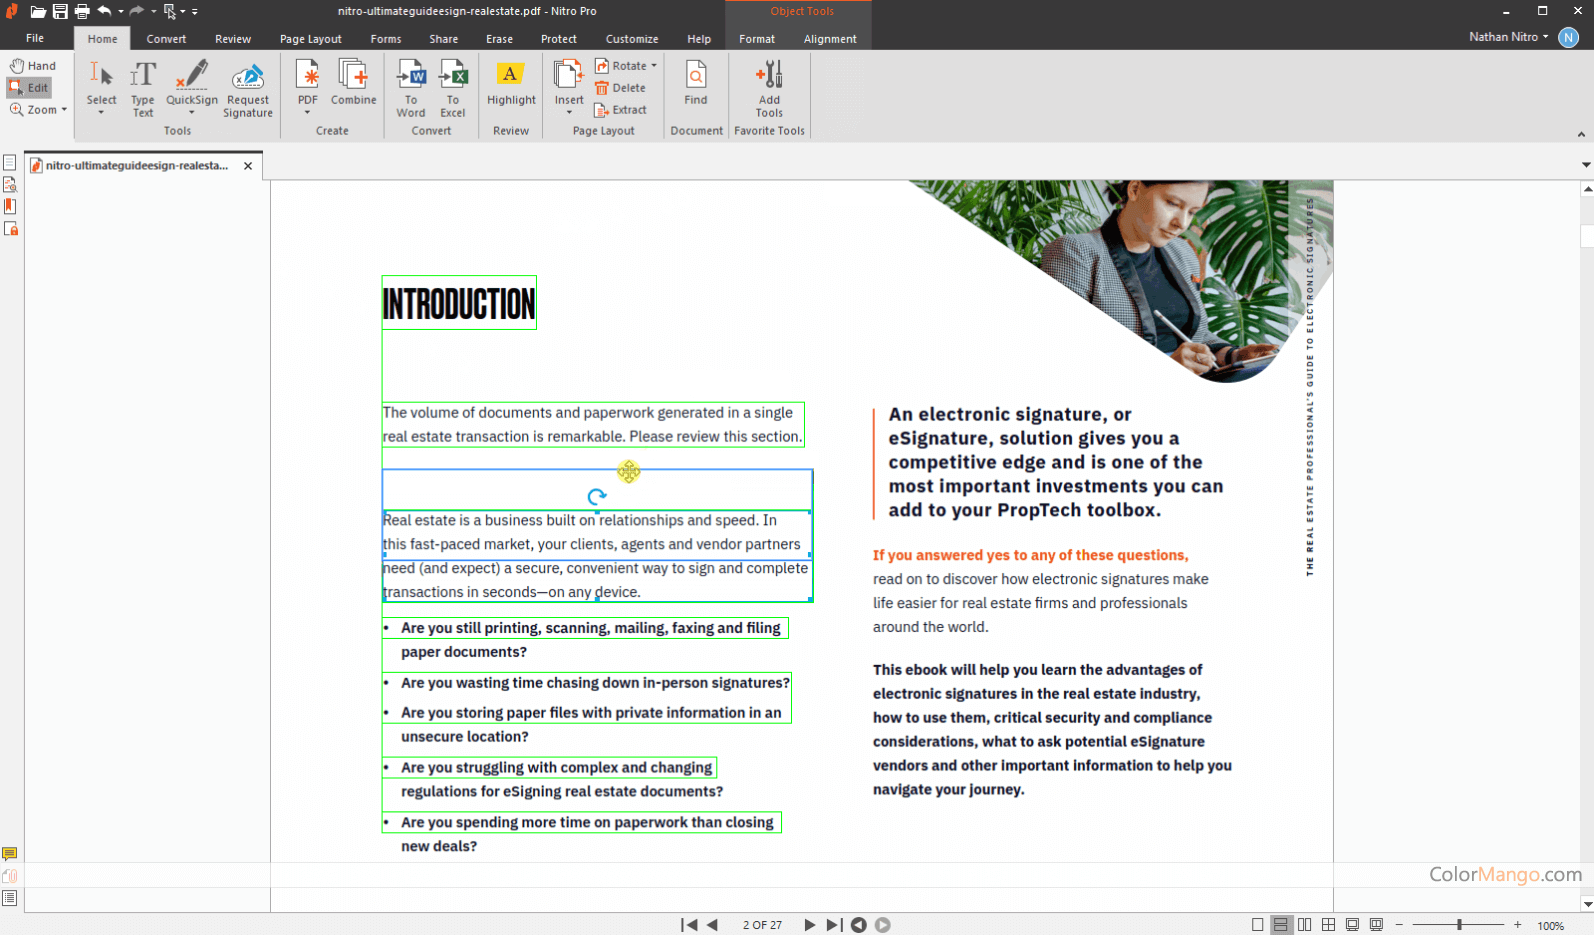 nitro-ultimateguideesign-realestate.pdf - Nitro Pro
Object Tools
File Home Convert Review Page Layout Forms Share Erase Protect Customize Help Format Alignment
Nathan Nitro
N
Hand
Edit
Zoom
Select
Type Text
QuickSign
Request Signature
Tools
PDF
Combine
Create
To Word
To Excel
Convert
Highlight
Review
Insert
Rotate
Delete
Extract
Page Layout
Find
Document
Add Tools
Favorite Tools
nitro-ultimateguideesign-realesta...
INTRODUCTION
The volume of documents and paperwork generated in a single
real estate transaction is remarkable. Please review this section.
Real estate is a business built on relationships and speed. In
this fast-paced market, your clients, agents and vendor partners
need (and expect) a secure, convenient way to sign and complete
transactions in seconds—on any device.
• Are you still printing, scanning, mailing, faxing and filing
paper documents?
• Are you wasting time chasing down in-person signatures?
• Are you storing paper files with private information in an
unsecure location?
• Are you struggling with complex and changing
regulations for eSigning real estate documents?
• Are you spending more time on paperwork than closing
new deals?
An electronic signature, or
eSignature, solution gives you a
competitive edge and is one of the
most important investments you can
add to your PropTech toolbox.
If you answered yes to any of these questions,
read on to discover how electronic signatures make
life easier for real estate firms and professionals
around the world.
This ebook will help you learn the advantages of
electronic signatures in the real estate industry,
how to use them, critical security and compliance
considerations, what to ask potential eSignature
vendors and other important information to help you
navigate your journey.
THE REAL ESTATE PROFESSIONAL'S GUIDE TO ELECTRONIC SIGNATURES
ColorMango.com
2 OF 27
100%